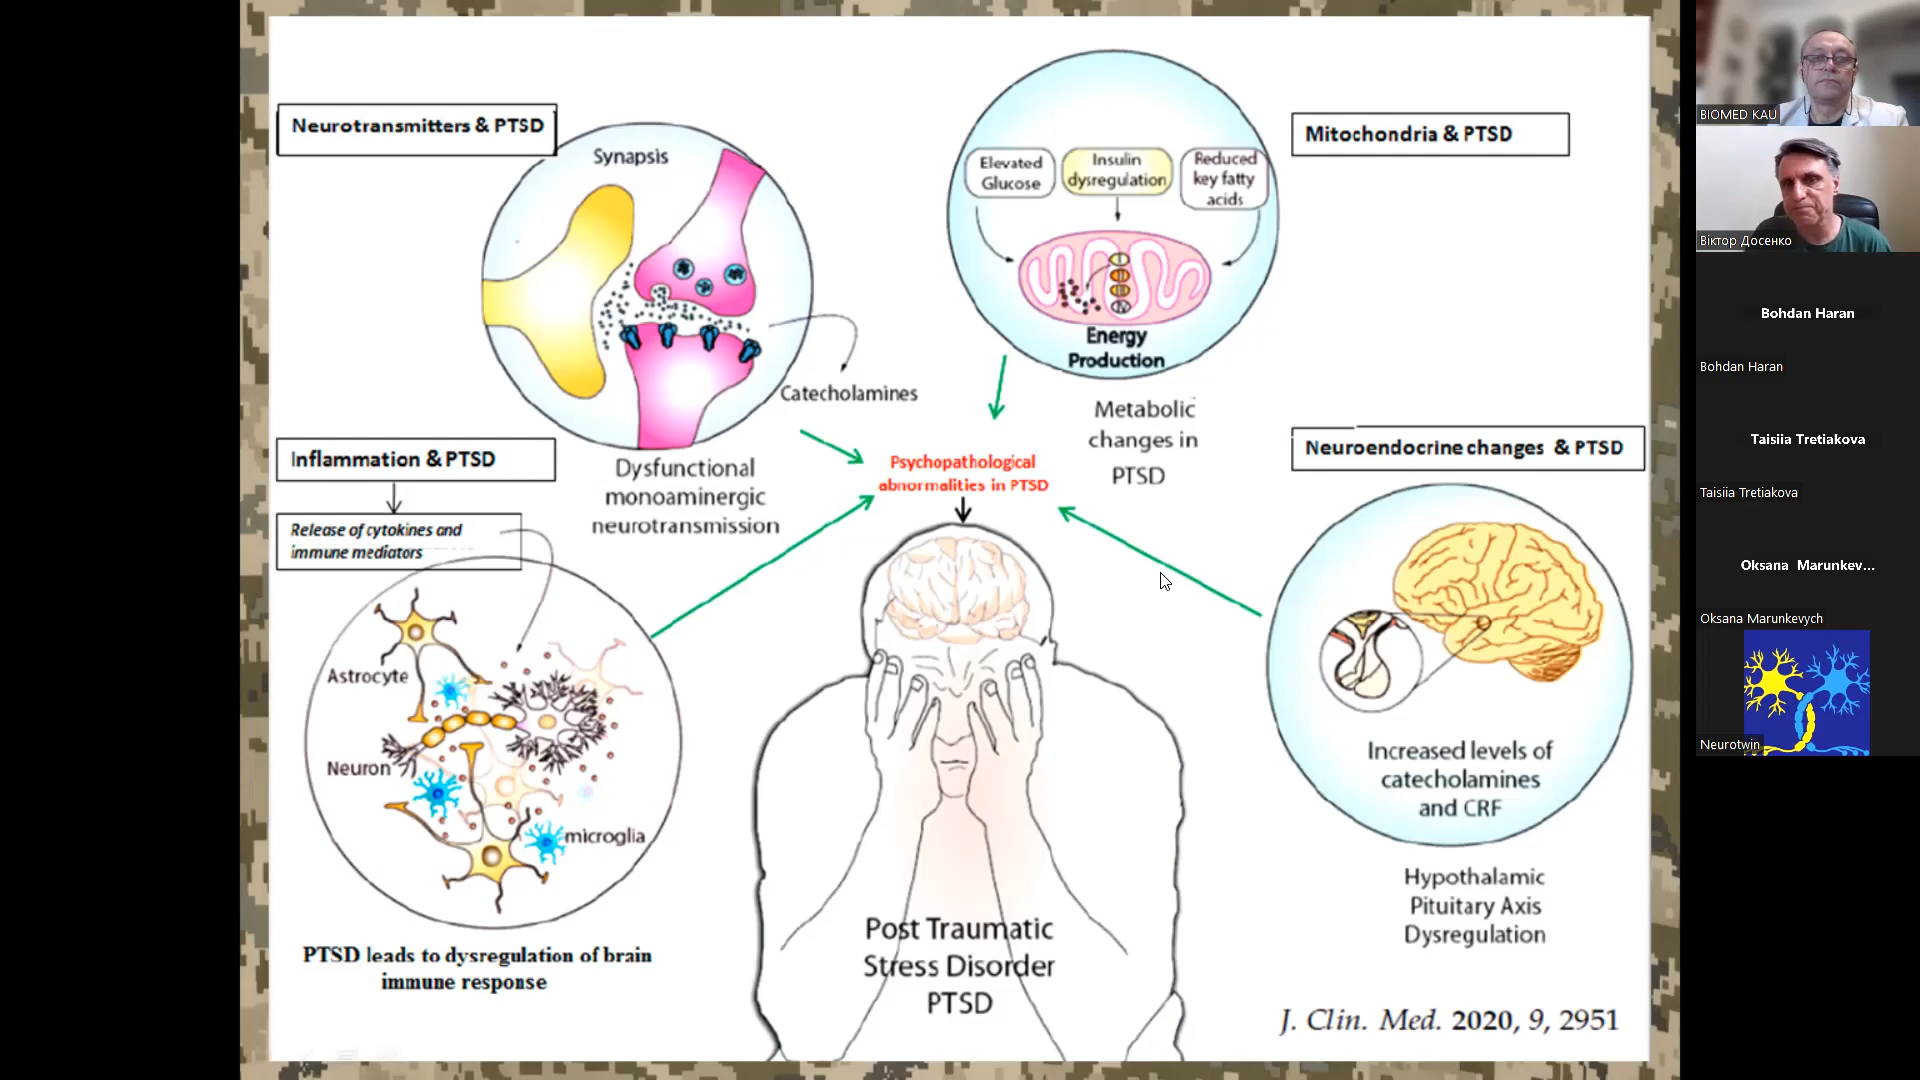 Neurotransmitters & PTSD
Synapsis
Catecholamines
Dysfunctional
monoaminergic
neurotransmission
Elevated
Glucose
Insulin
dysregulation
Reduced
key fatty
acids
Energy
Production
Mitochondria & PTSD
Metabolic
changes in
PTSD
Inflammation & PTSD
Release of cytokines and
immune mediators
Astrocyte
Neuron
microglia
PTSD leads to dysregulation of brain
immune response
Psychopathological
abnormalities in PTSD
Post Traumatic
Stress Disorder
PTSD
Neuroendocrine changes & PTSD
Increased levels of
catecholamines
and CRF
Hypothalamic
Pituitary Axis
Dysregulation
J. Clin. Med. 2020, 9, 2951
BIOMED KAU
Віктор Досенко
Bohdan Haran
Bohdan Haran
Taisiia Tretiakova
Taisiia Tretiakova
Oksana Marunkev...
Oksana Marunkevych
Neurotwin